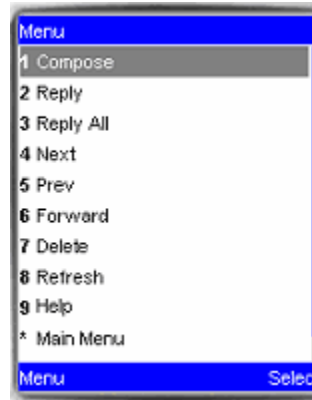 Menu
1 Compose
2 Reply
3 Reply All
4 Next
5 Prev
6 Forward
7 Delete
8 Refresh
9 Help
* Main Menu
Menu Selec